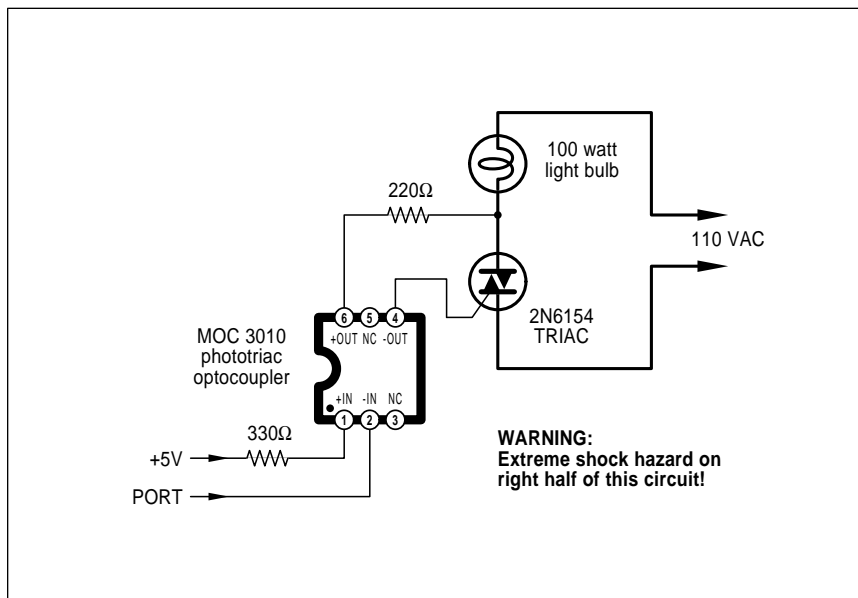 100 watt
light bulb
220Ω
110 VAC
2N6154
TRIAC
6 5 4
+OUT NC -OUT
MOC 3010
phototriac
optocoupler
+IN -IN NC
1 2 3
330Ω
+5V
PORT
WARNING:
Extreme shock hazard on
right half of this circuit!